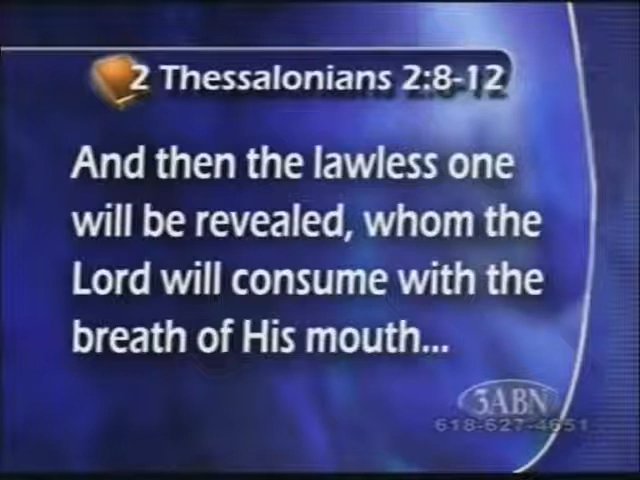 2 Thessalonians 2:8-12
And then the lawless one
will be revealed, whom the
Lord will consume with the
breath of His mouth...
3ABN
618-627-4651